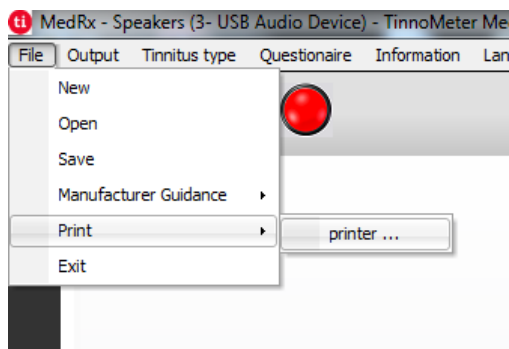 ti MedRx - Speakers (3- USB Audio Device) - TinnoMeter Me
File Output Tinnitus type Questionaire Information Lan
New
Open
Save
Manufacturer Guidance
Print
printer ...
Exit